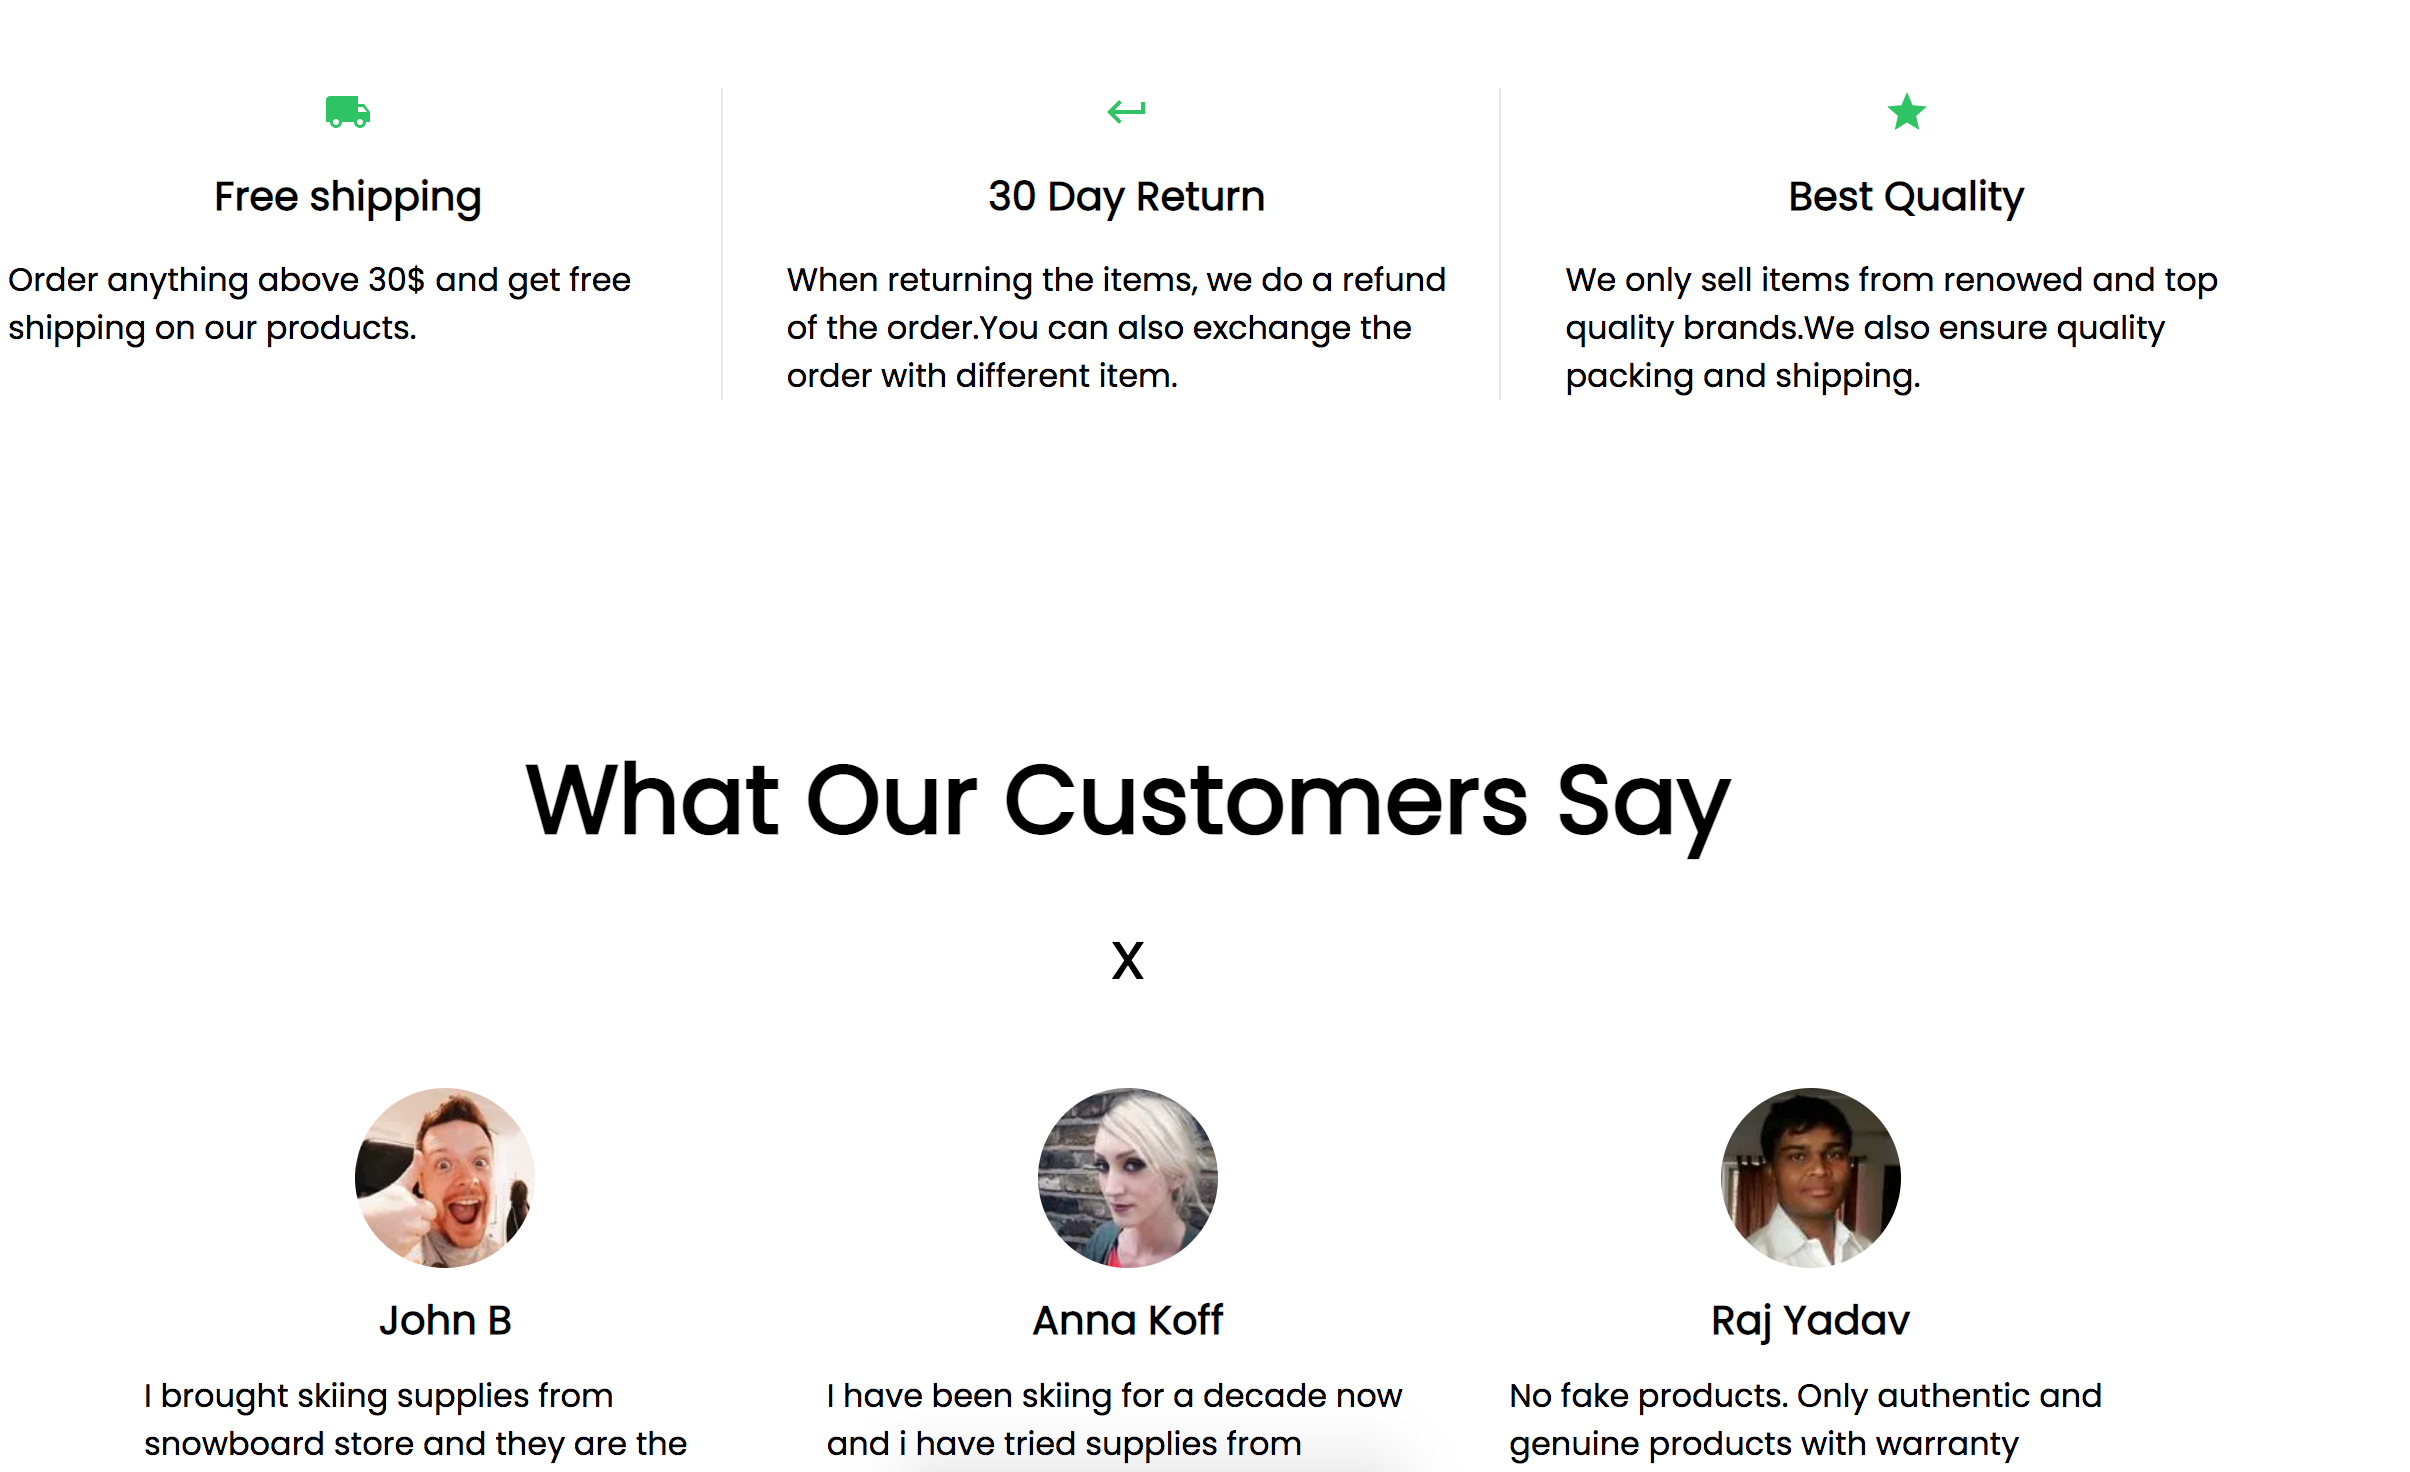 Free shipping
Order anything above 30$ and get free
shipping on our products.
30 Day Return
When returning the items, we do a refund
of the order.You can also exchange the
order with different item.
Best Quality
We only sell items from renowed and top
quality brands.We also ensure quality
packing and shipping.
What Our Customers Say
x
John B
I brought skiing supplies from
snowboard store and they are the
Anna Koff
I have been skiing for a decade now
and i have tried supplies from
Raj Yadav
No fake products. Only authentic and
genuine products with warranty